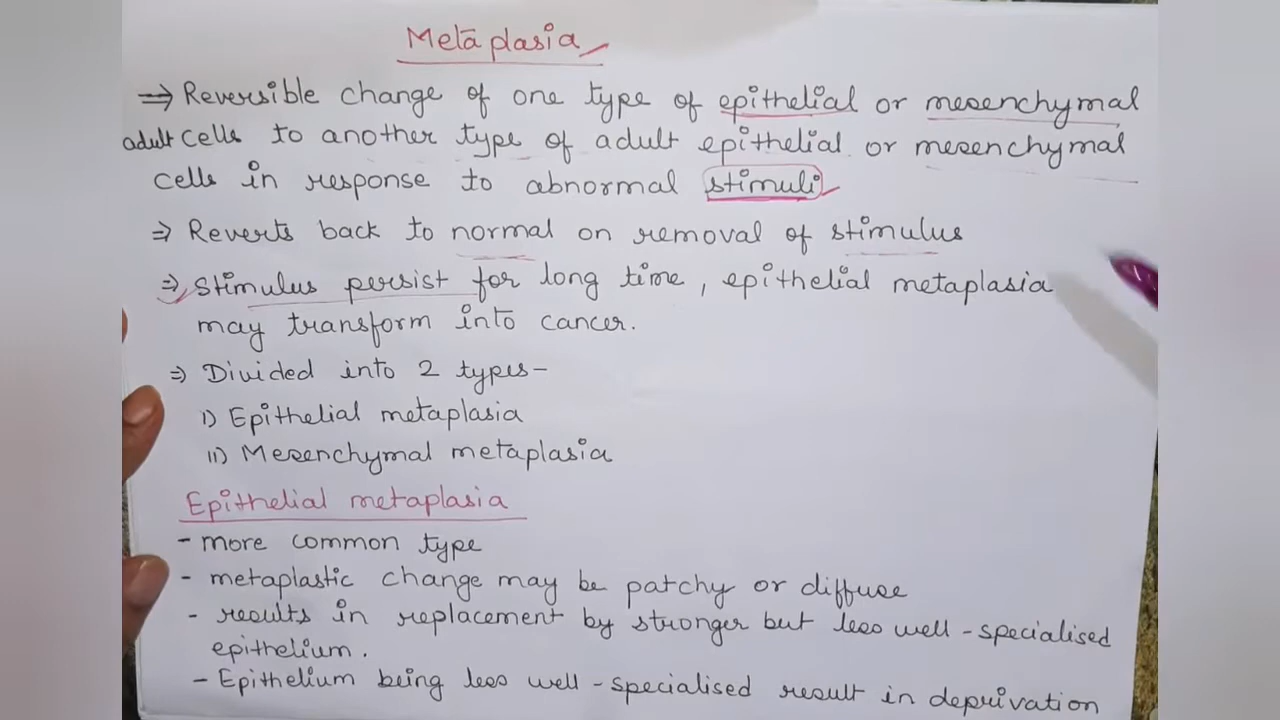 Metaplasia
⇒ Reversible change of one type of epithelial or mesenchymal
adult cells to another type of adult epithelial or mesenchymal
cells in response to abnormal stimuli
⇒ Reverts back to normal on removal of stimulus
⇒ Stimulus persist for long time, epithelial metaplasia
may transform into cancer.
⇒ Divided into 2 types-
i) Epithelial metaplasia
ii) Mesenchymal metaplasia
Epithelial metaplasia
- more common type
- metaplastic change may be patchy or diffuse
- results in replacement by stronger but less well-specialised
epithelium.
- Epithelium being less well-specialised result in deprivation